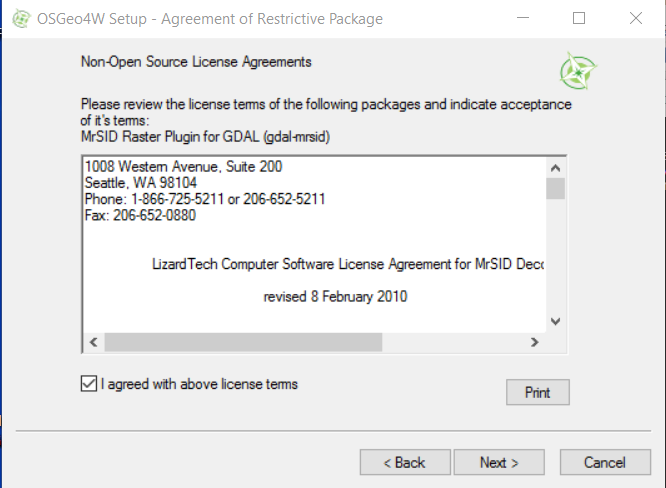 OSGeo4W Setup - Agreement of Restrictive Package
Non-Open Source License Agreements
Please review the license terms of the following packages and indicate acceptance
of it's terms:
MrSID Raster Plugin for GDAL (gdal-mrsid)
1008 Western Avenue, Suite 200
Seattle, WA 98104
Phone: 1-866-725-5211 or 206-652-5211
Fax: 206-652-0880
LizardTech Computer Software License Agreement for MrSID Deco
revised 8 February 2010
I agreed with above license terms
Print
< Back
Next >
Cancel